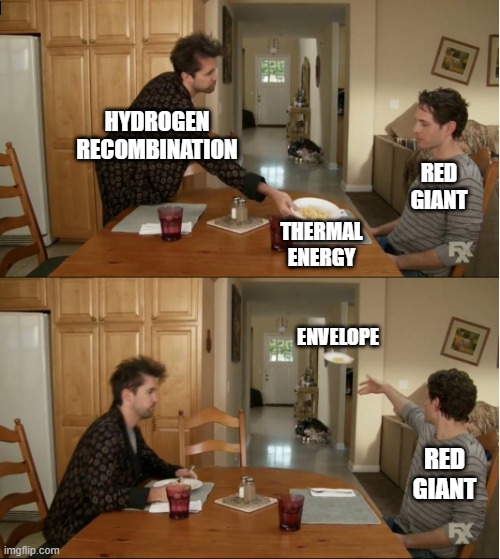 HYDROGEN
RECOMBINATION
RED
GIANT
THERMAL
ENERGY
FX
ENVELOPE
RED
GIANT
FX
imgflip.com